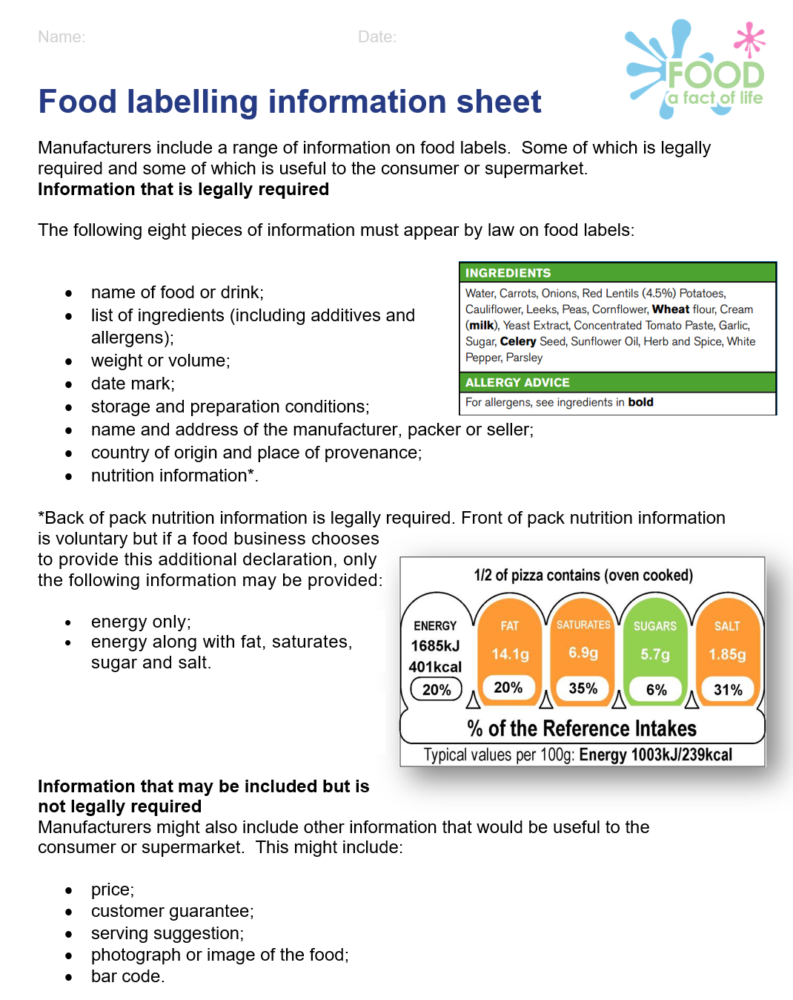 Name:
Date:
FOOD
a fact of life
Food labelling information sheet
Manufacturers include a range of information on food labels.  Some of which is legally
required and some of which is useful to the consumer or supermarket.
Information that is legally required
The following eight pieces of information must appear by law on food labels:
• name of food or drink;
• list of ingredients (including additives and
allergens);
• weight or volume;
• date mark;
• storage and preparation conditions;
• name and address of the manufacturer, packer or seller;
• country of origin and place of provenance;
• nutrition information*.
INGREDIENTS
Water, Carrots, Onions, Red Lentils (4.5%) Potatoes,
Cauliflower, Leeks, Peas, Cornflower, Wheat flour, Cream
(milk), Yeast Extract, Concentrated Tomato Paste, Garlic,
Sugar, Celery Seed, Sunflower Oil, Herb and Spice, White
Pepper, Parsley
ALLERGY ADVICE
For allergens, see ingredients in bold
*Back of pack nutrition information is legally required. Front of pack nutrition information
is voluntary but if a food business chooses
to provide this additional declaration, only
the following information may be provided:
• energy only;
• energy along with fat, saturates,
sugar and salt.
1/2 of pizza contains (oven cooked)
ENERGY
1685kJ
401kcal
20%
FAT
14.1g
20%
SATURATES
6.9g
35%
SUGARS
5.7g
6%
SALT
1.85g
31%
% of the Reference Intakes
Typical values per 100g: Energy 1003kJ/239kcal
Information that may be included but is
not legally required
Manufacturers might also include other information that would be useful to the
consumer or supermarket.  This might include:
• price;
• customer guarantee;
• serving suggestion;
• photograph or image of the food;
• bar code.